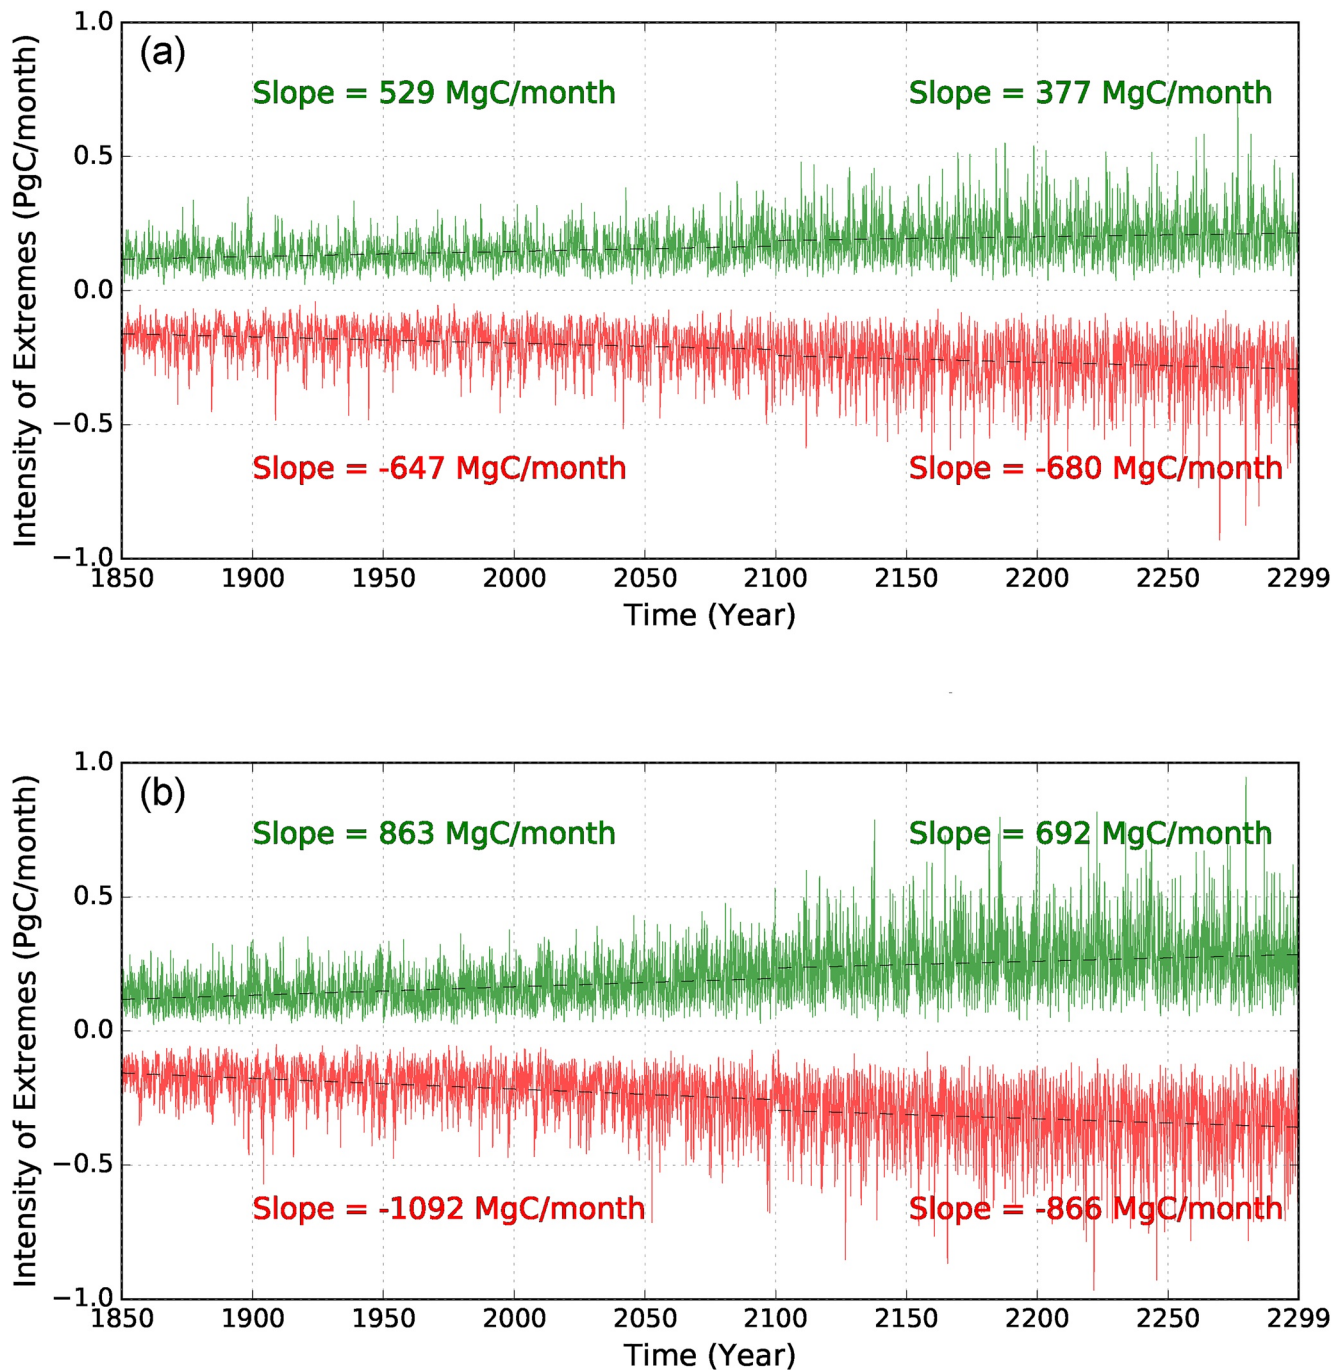 (a)
Slope = 529 MgC/month
Slope = 377 MgC/month
Slope = -647 MgC/month
Slope = -680 MgC/month
Intensity of Extremes (PgC/month)
1.0
0.5
0.0
−0.5
−1.0
1850 1900 1950 2000 2050 2100 2150 2200 2250 2299
Time (Year)
(b)
Slope = 863 MgC/month
Slope = 692 MgC/month
Slope = -1092 MgC/month
Slope = -866 MgC/month
Intensity of Extremes (PgC/month)
1.0
0.5
0.0
−0.5
−1.0
1850 1900 1950 2000 2050 2100 2150 2200 2250 2299
Time (Year)